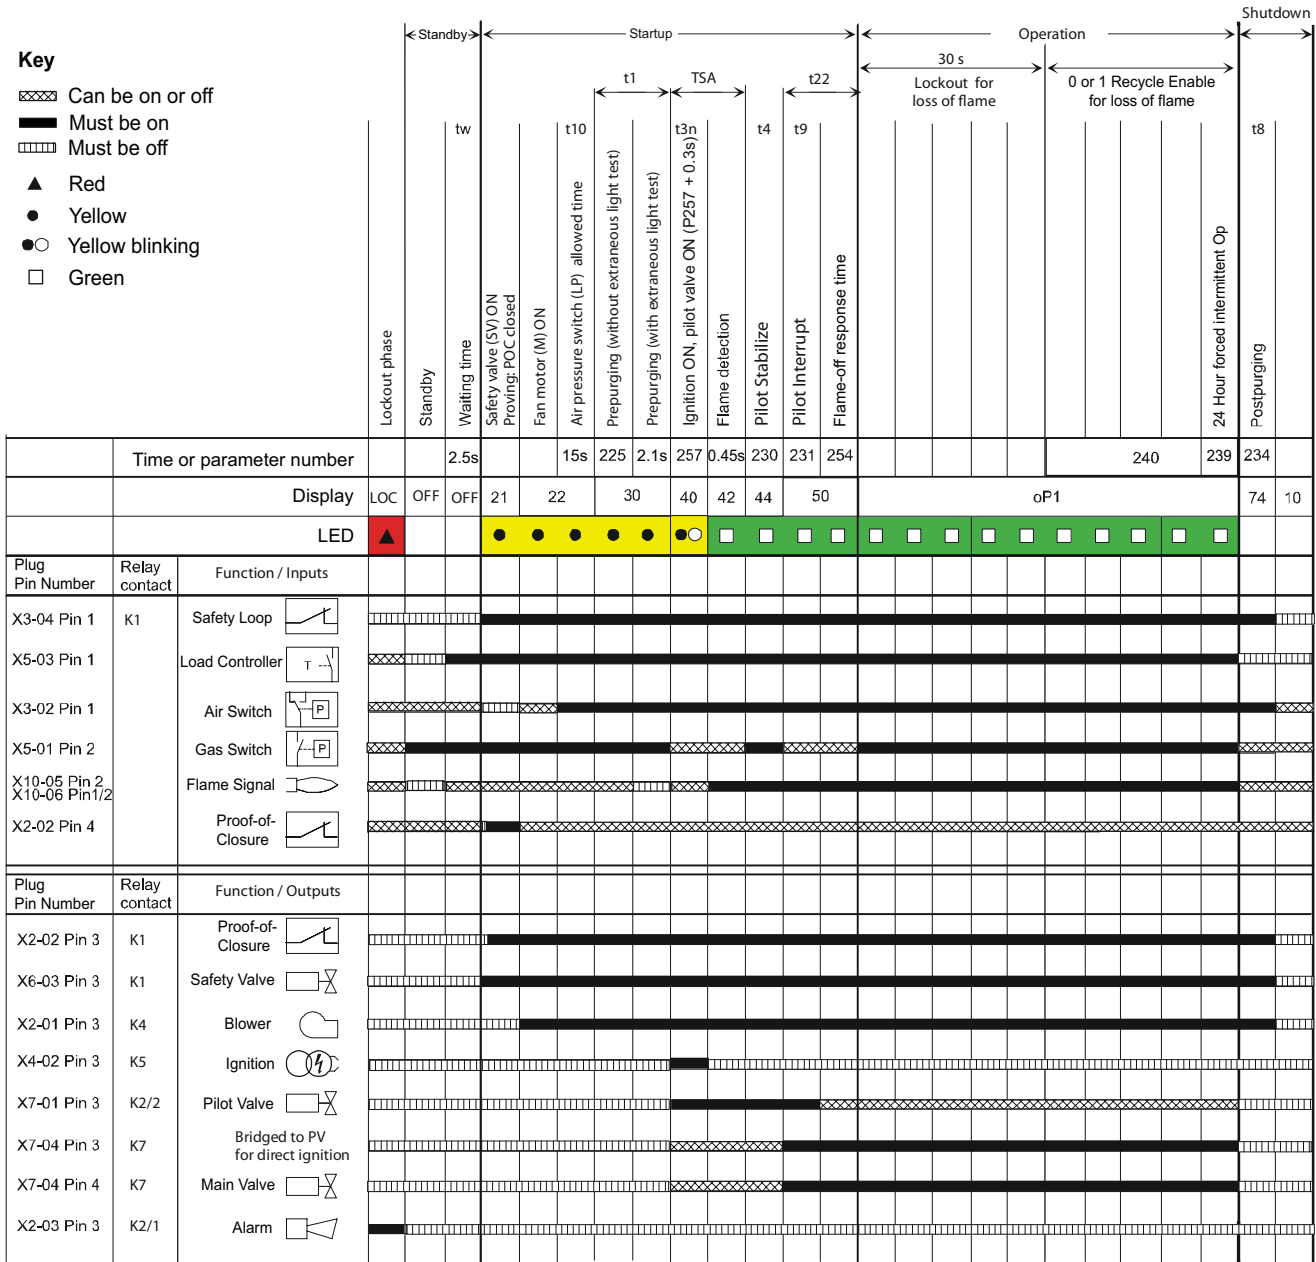 Shutdown
Standby
Startup
Operation
Key
Can be on or off
Must be on
Must be off
Red
Yellow
Yellow blinking
Green
t1
TSA
t22
30 s
Lockout for
loss of flame
0 or 1 Recycle Enable
for loss of flame
tw
t10
t3n
t4
t9
t8
Lockout phase
Standby
Waiting time
Safety valve (SV) ON
Proving: POC closed
Fan motor (M) ON
Air pressure switch (LP) allowed time
Prepurging (without extraneous light test)
Prepurging (with extraneous light test)
Ignition ON, pilot valve ON (P257 + 0.3s)
Flame detection
Pilot Stabilize
Pilot Interrupt
Flame-off response time
24 Hour forced intermittent Op
Postpurging
Time or parameter number 2.5s 15s 225 2.1s 257 0.45s 230 231 254 240 239 234
Display LOC OFF OFF 21 22 30 40 42 44 50 oP1 74 10
LED
Plug
Pin Number
Relay
contact
Function / Inputs
X3-04 Pin 1 K1 Safety Loop
X5-03 Pin 1 Load Controller T
X3-02 Pin 1 Air Switch P
X5-01 Pin 2 Gas Switch P
X10-05 Pin 2
X10-06 Pin1/2
Flame Signal
X2-02 Pin 4 Proof-of-
Closure
Plug
Pin Number
Relay
contact
Function / Outputs
X2-02 Pin 3 K1 Proof-of-
Closure
X6-03 Pin 3 K1 Safety Valve
X2-01 Pin 3 K4 Blower
X4-02 Pin 3 K5 Ignition
X7-01 Pin 3 K2/2 Pilot Valve
X7-04 Pin 3 K7 Bridged to PV
for direct ignition
X7-04 Pin 4 K7 Main Valve
X2-03 Pin 3 K2/1 Alarm